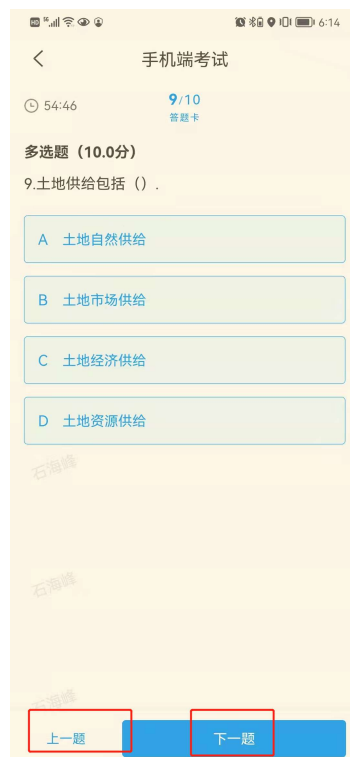 HD 6:14
手机端考试
54:46
9/10
答题卡
多选题（10.0分）
9.土地供给包括（）.
A 土地自然供给
B 土地市场供给
C 土地经济供给
D 土地资源供给
石海峰
石海峰
石海峰
上一题 下一题